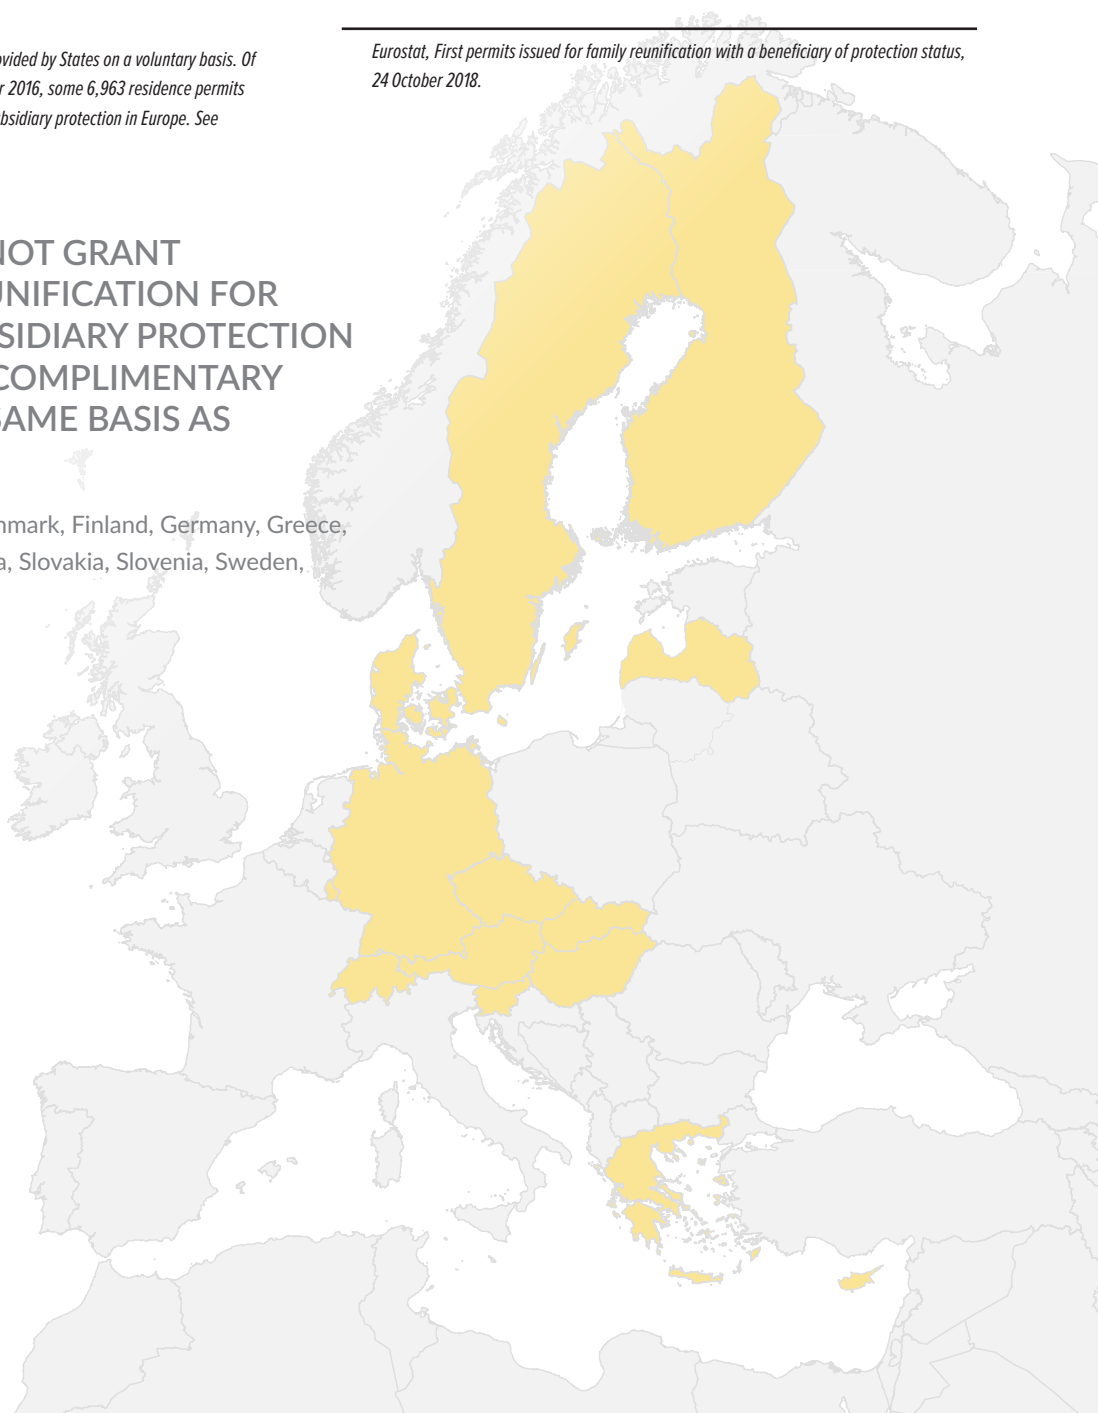 ovided by States on a voluntary basis. Of
r 2016, some 6,963 residence permits
bsidiary protection in Europe. See
Eurostat, First permits issued for family reunification with a beneficiary of protection status,
24 October 2018.
NOT GRANT
UNIFICATION FOR
SIDIARY PROTECTION
COMPLIMENTARY
SAME BASIS AS
nmark, Finland, Germany, Greece,
a, Slovakia, Slovenia, Sweden,